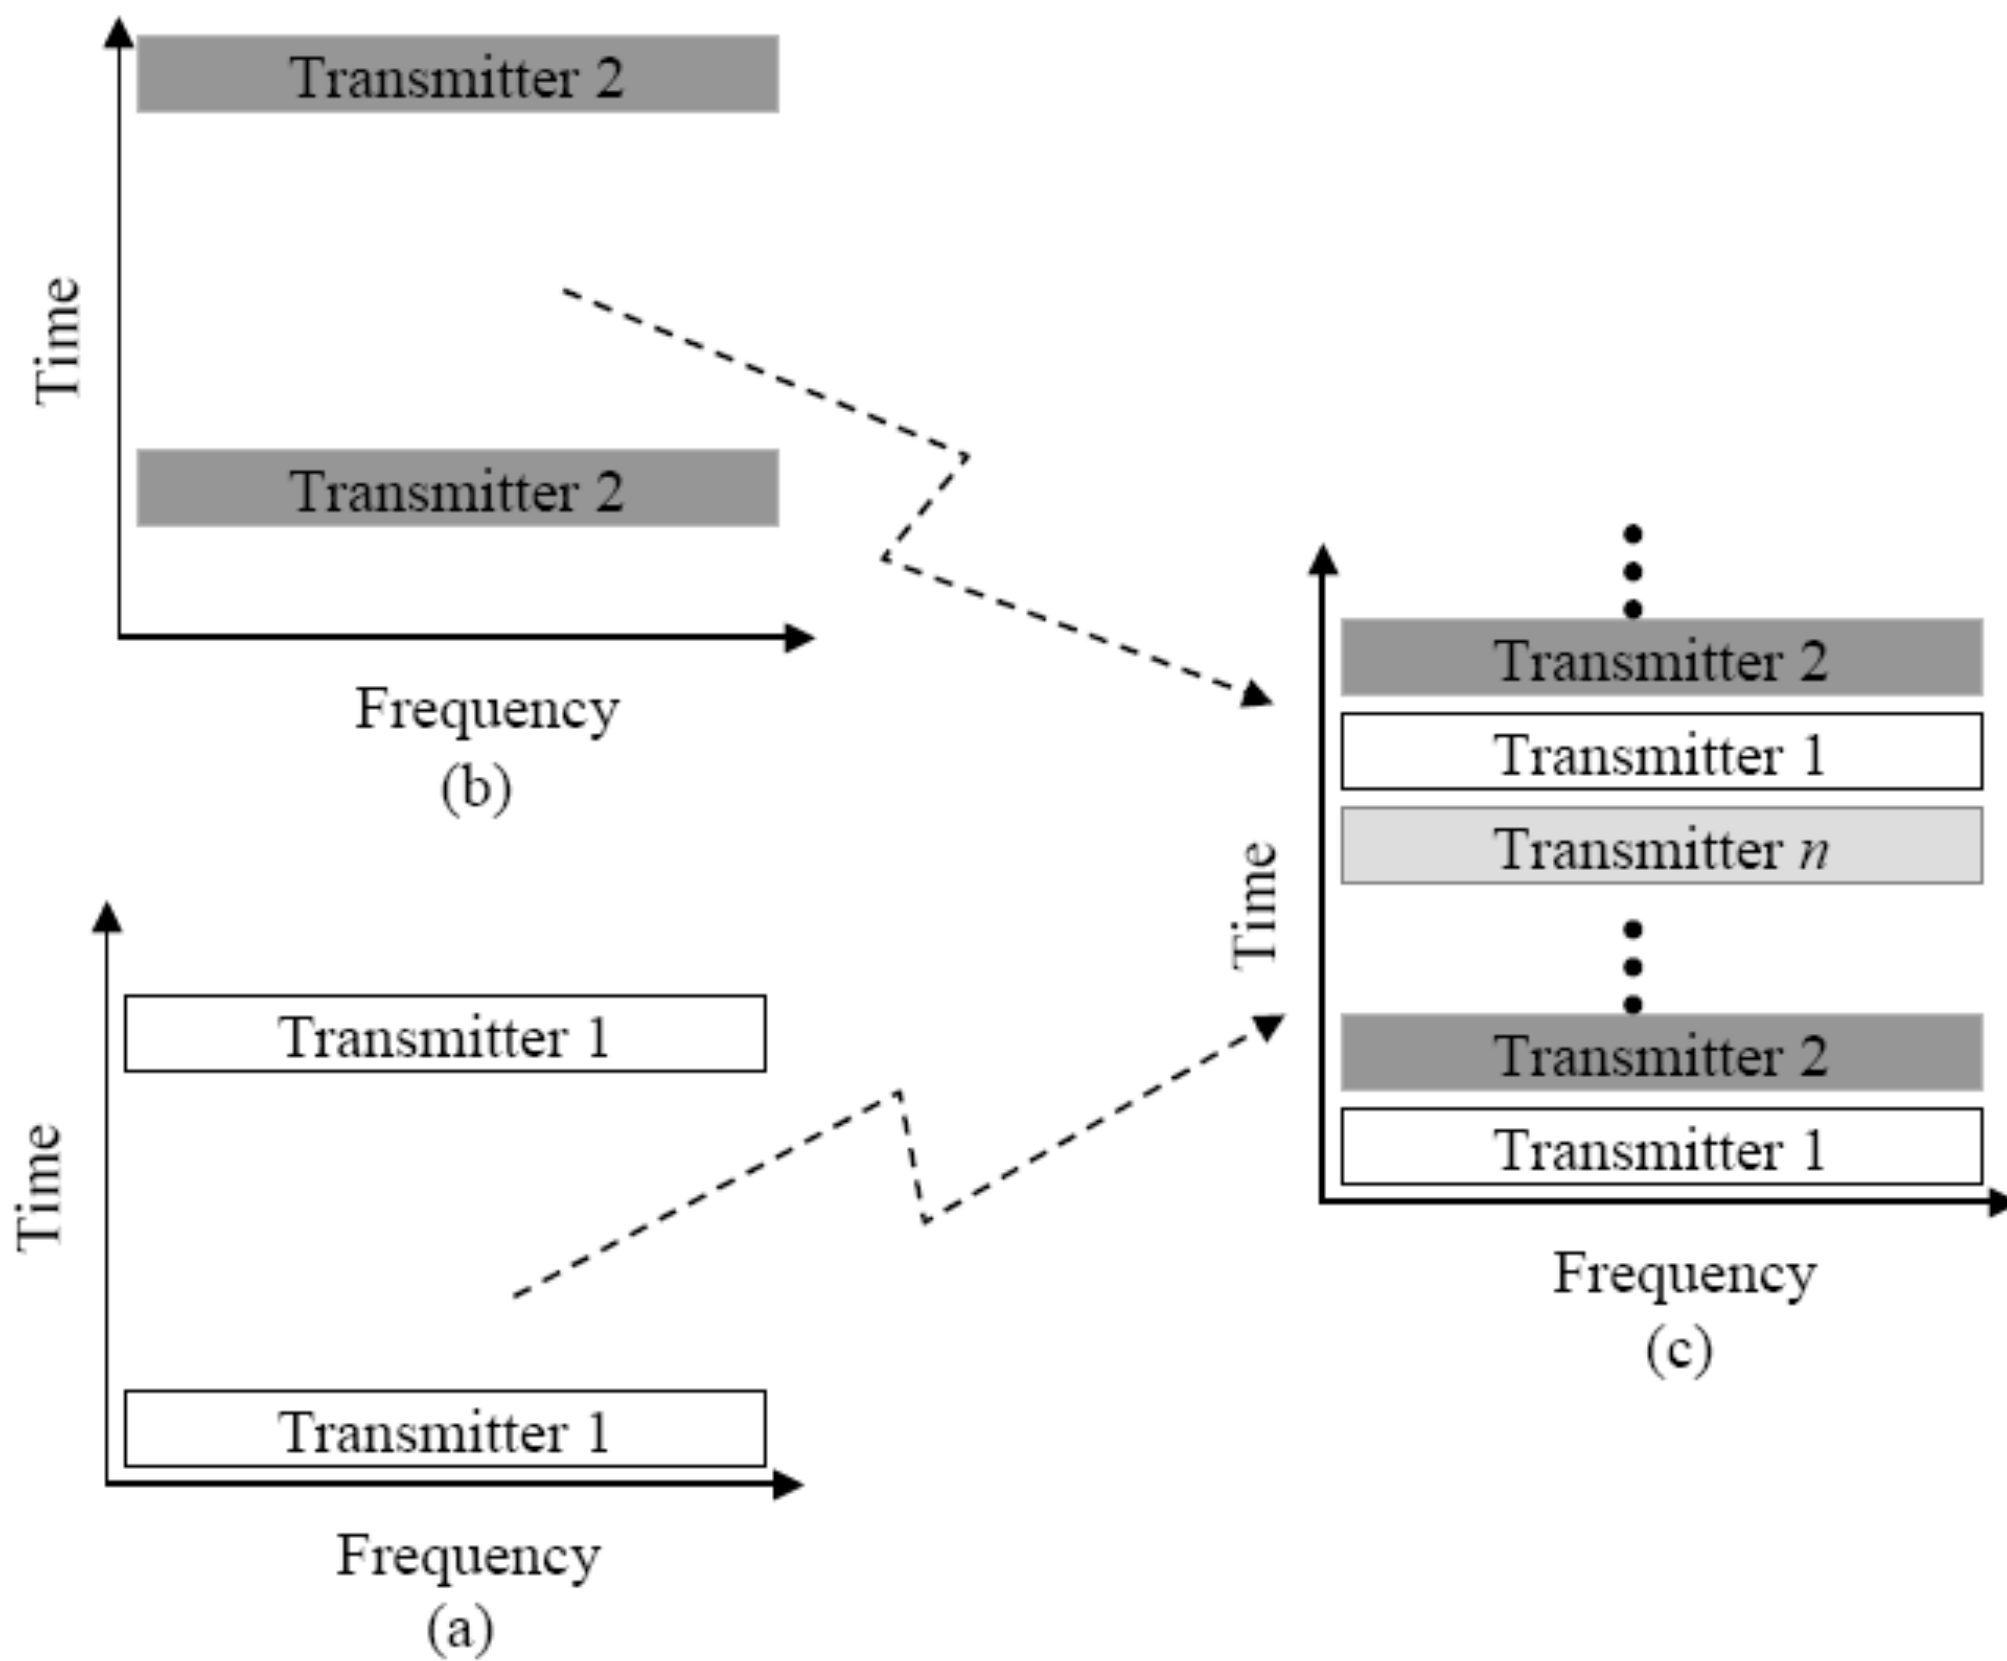 Transmitter 2
Time
Transmitter 2
Frequency
(b)
Transmitter 1
Time
Transmitter 1
Frequency
(a)
Transmitter 2
Transmitter 1
Transmitter n
Time
Transmitter 2
Transmitter 1
Frequency
(c)